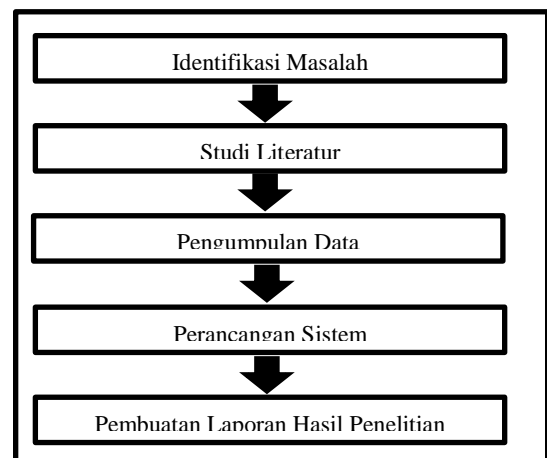 Identifikasi Masalah
Studi Literatur
Pengumpulan Data
Perancangan Sistem
Pembuatan Laporan Hasil Penelitian